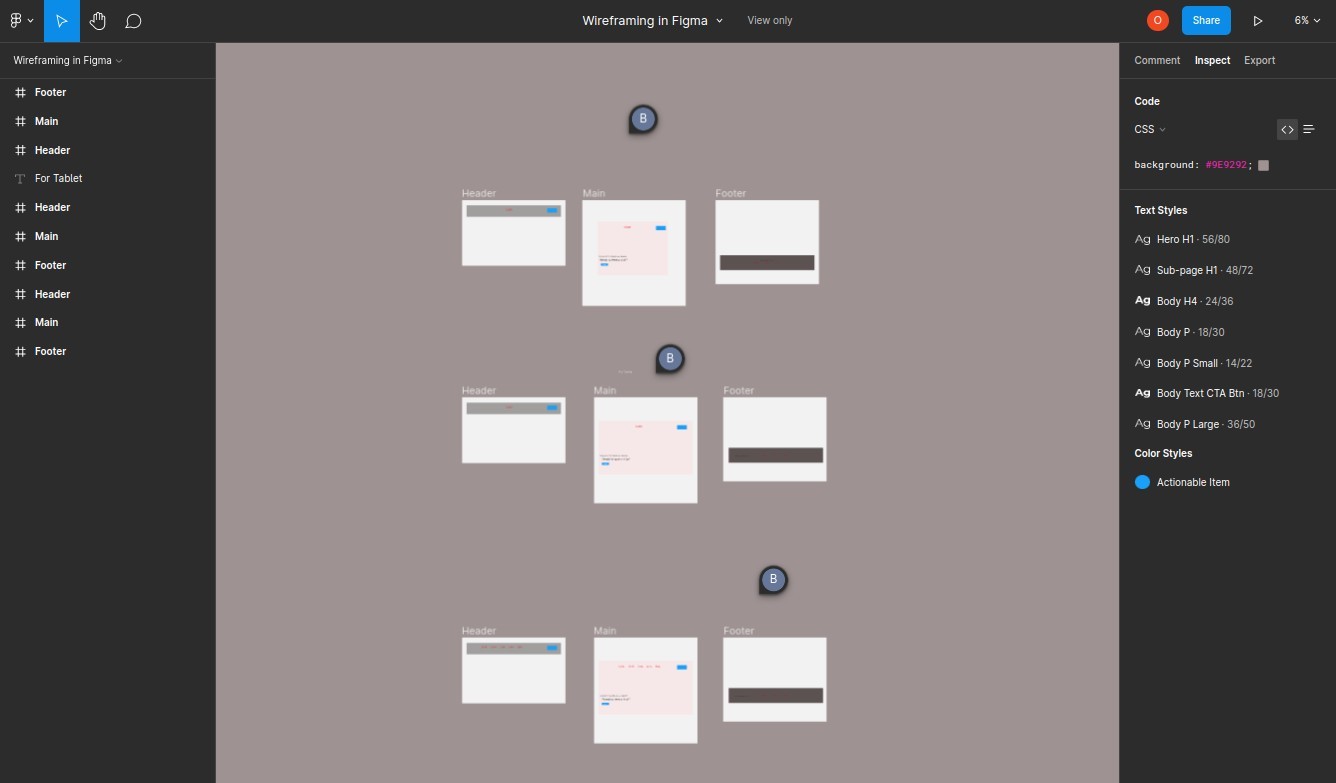 Wireframing in Figma
View only
O
Share
6%
Wireframing in Figma
Footer
Main
Header
For Tablet
Header
Main
Footer
Header
Main
Footer
B
Header
Main
Footer
B
Header
Main
Footer
B
Header
Main
Footer
Comment
Inspect
Export
Code
CSS
background: #9E9292;
Text Styles
Ag Hero H1 · 56/80
Ag Sub-page H1 · 48/72
Ag Body H4 · 24/36
Ag Body P · 18/30
Ag Body P Small · 14/22
Ag Body Text CTA Btn · 18/30
Ag Body P Large · 36/50
Color Styles
Actionable Item